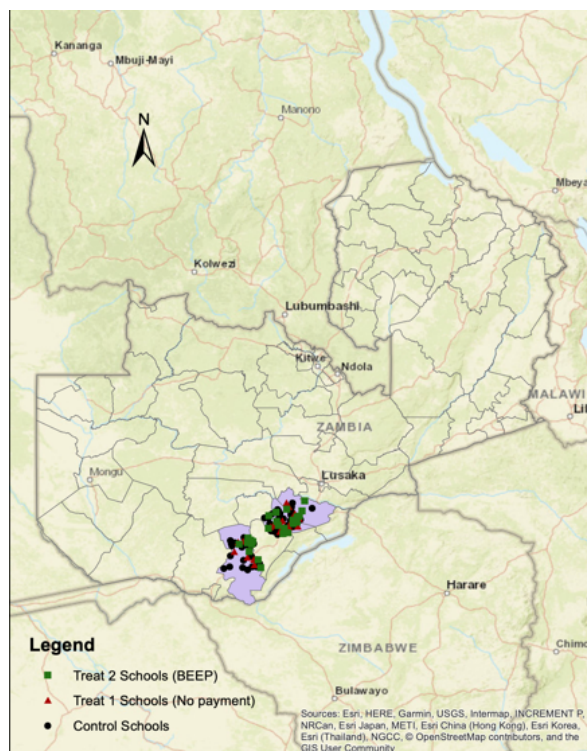 Kananga
Mbuji-Mayi
Manono
N
Mbeya
Kolwezi
Lubumbashi
Kitwe
Ndola
MALAWI
Lil
ZAMBIA
Mongu
Lusaka
Harare
Legend
ZIMBABWE
Chimo
Treat 2 Schools (BEEP)
Treat 1 Schools (No payment)
Bulawayo
Control Schools
Sources: Esri, HERE, Garmin, USGS, Intermap, INCREMENT P,
NRCan, Esri Japan, METI, Esri China (Hong Kong), Esri Korea,
Esri (Thailand), NGCC, © OpenStreetMap contributors, and the
GIS User Community